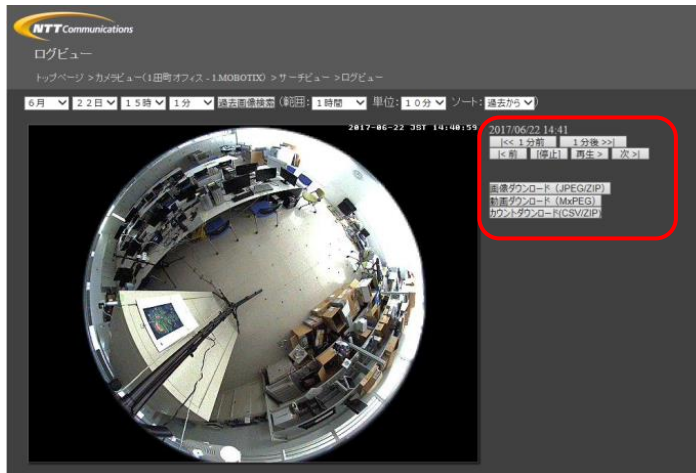 NTT Communications
ログビュー
トップページ >カメラビュー(1田町オフィス - 1.MOBOTIX) >サーチビュー >ログビュー
6月 22日 15時 1分 過去画像検索 (範囲: 1時間 単位: 10分 ソート: 過去から )
2017-06-22 JST 14:40:59
2017/06/22 14:41
|<< 1分前 1分後 >>|
|< 前 [停止] 再生 > 次 >|
画像ダウンロード (JPEG/ZIP)
動画ダウンロード (MxPEG)
カウントダウンロード(CSV/ZIP)